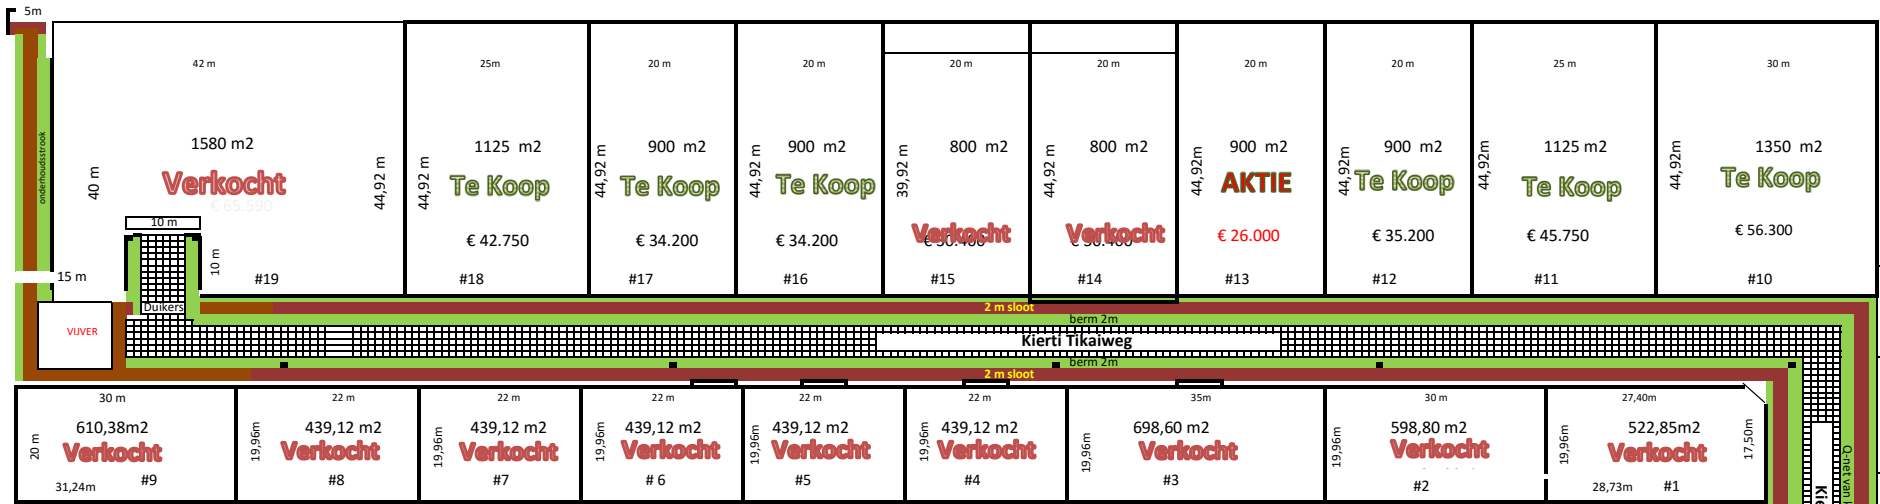 5m
42 m
25m
20 m
20 m
20 m
20 m
20 m
20 m
25 m
30 m
onderhoudsstrook
40 m
1580 m2
Verkocht
€ 65.590
44,92 m
10 m
10 m
15 m
#19
44,92 m
1125 m2
Te Koop
€ 42.750
#18
44,92 m
900 m2
Te Koop
€ 34.200
#17
44,92 m
900 m2
Te Koop
€ 34.200
#16
39,92 m
800 m2
Verkocht
#15
44,92 m
800 m2
Verkocht
#14
44,92m
900 m2
AKTIE
€ 26.000
#13
44,92m
900 m2
Te Koop
€ 35.200
#12
44,92m
1125 m2
Te Koop
€ 45.750
#11
44,92m
1350 m2
Te Koop
€ 56.300
#10
Duikers
VIJVER
2 m sloot
berm 2m
Kierti Tikaiweg
berm 2m
2 m sloot
30 m
610,38m2
20 m
Verkocht
31,24m
#9
22 m
439,12 m2
19,96m
Verkocht
#8
22 m
439,12 m2
19,96m
Verkocht
#7
22 m
439,12 m2
19,96m
Verkocht
# 6
22 m
439,12 m2
19,96m
Verkocht
#5
22 m
439,12 m2
19,96m
Verkocht
#4
35m
698,60 m2
19,96m
Verkocht
#3
30 m
598,80 m2
19,96m
Verkocht
#2
27,40m
522,85m2
19,96m
Verkocht
17,50m
28,73m
#1
Q-net van